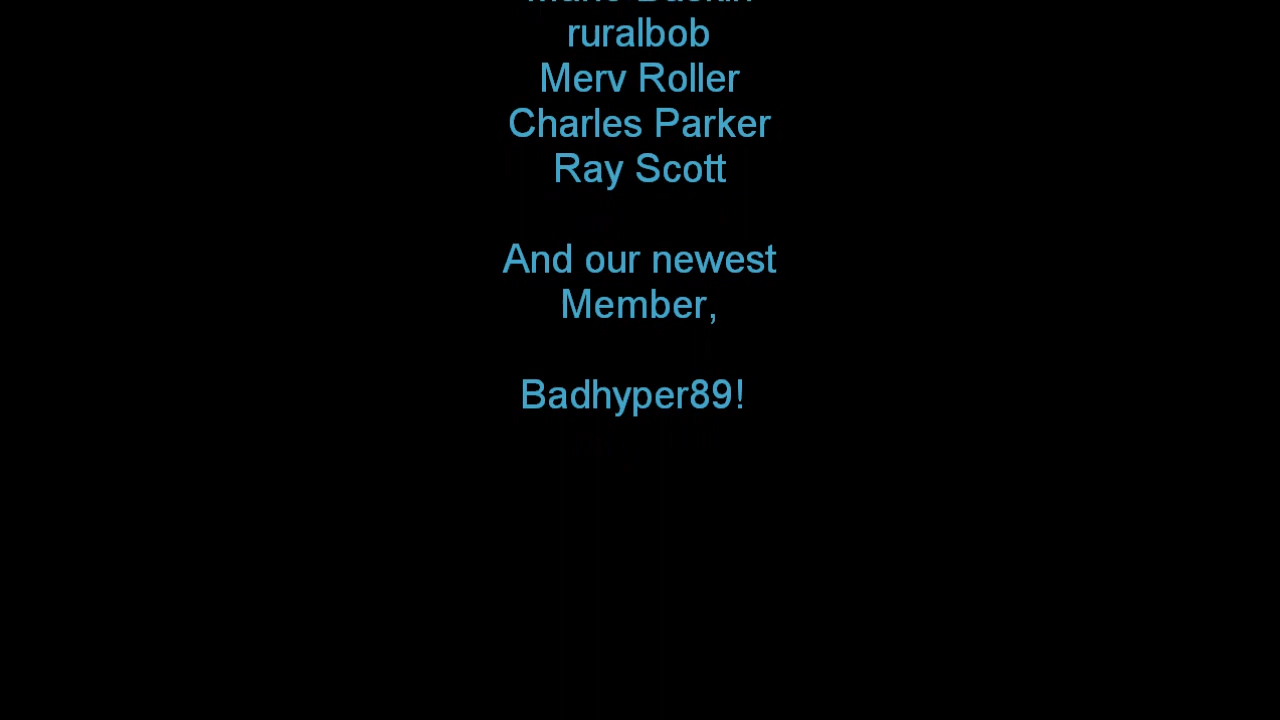 ruralbob
Merv Roller
Charles Parker
Ray Scott
And our newest
Member,
Badhyper89!